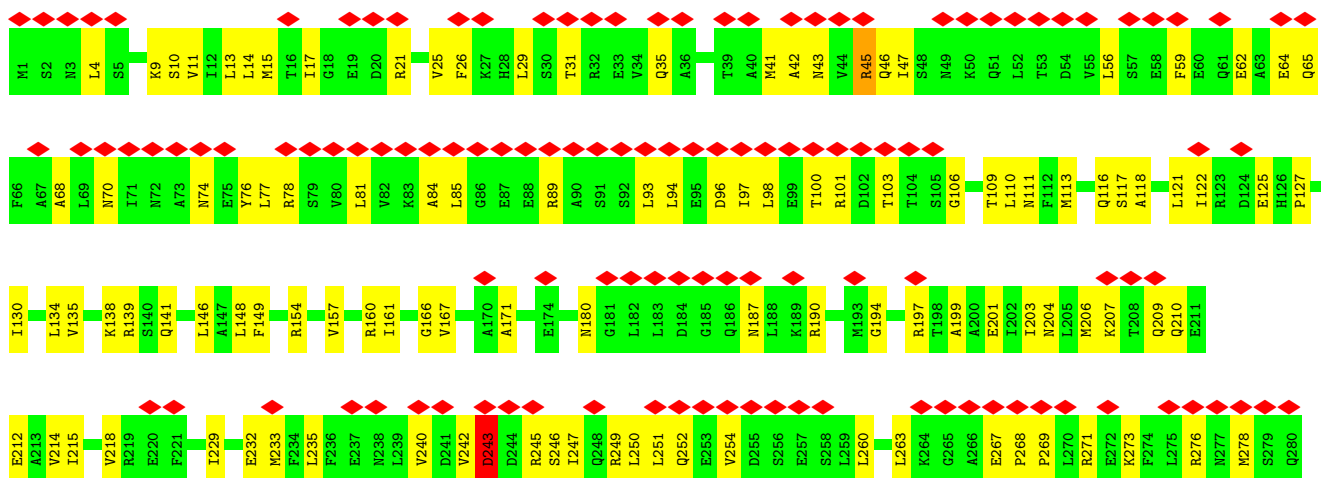 M1 S2 N3 L4 S5 K9 S10 V11 I12 L13 L14 M15 T16 I17 G18 E19 D20 R21 V25 F26 K27 H28 L29 S30 T31 R32 E33 V34 Q35 A36 T39 A40 M41 A42 N43 V44 R45 Q46 I47 S48 N49 K50 Q51 L52 T53 D54 V55 L56 S57 E58 F59 E60 Q61 E62 A63 E64 Q65
F66 A67 A68 L69 N70 I71 N72 A73 N74 E75 Y76 L77 R78 S79 V80 L81 V82 K83 A84 L85 G86 E87 E88 R89 A90 S91 S92 L93 L94 E95 D96 I97 L98 E99 T100 R101 D102 T103 T104 S105 G106 T109 L110 N111 F112 M113 Q116 S117 A118 L121 I122 R123 D124 E125 H126 P127
I130 L134 V135 K138 R139 S140 Q141 L146 A147 L148 F149 R154 V157 R160 I161 G166 V167 A170 A171 E174 N180 G181 L182 L183 D184 G185 Q186 N187 L188 K189 R190 M193 G194 R197 T198 A199 A200 E201 I202 I203 N204 L205 M206 K207 T208 Q209 Q210 E211
E212 A213 V214 I215 V218 R219 E220 F221 I229 E232 M233 F234 L235 F236 E237 N238 L239 V240 D241 V242 D243 D244 R245 S246 I247 Q248 R249 L250 L251 Q252 E253 V254 D255 S256 E257 S258 L259 L260 L263 K264 G265 A266 E267 P268 P269 L270 R271 E272 K273 F274 L275 R276 N277 M278 S279 Q280